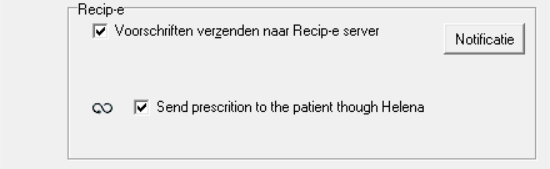 Recip-e
Voorschriften verzenden naar Recip-e server
Notificatie
Send prescrition to the patient though Helena